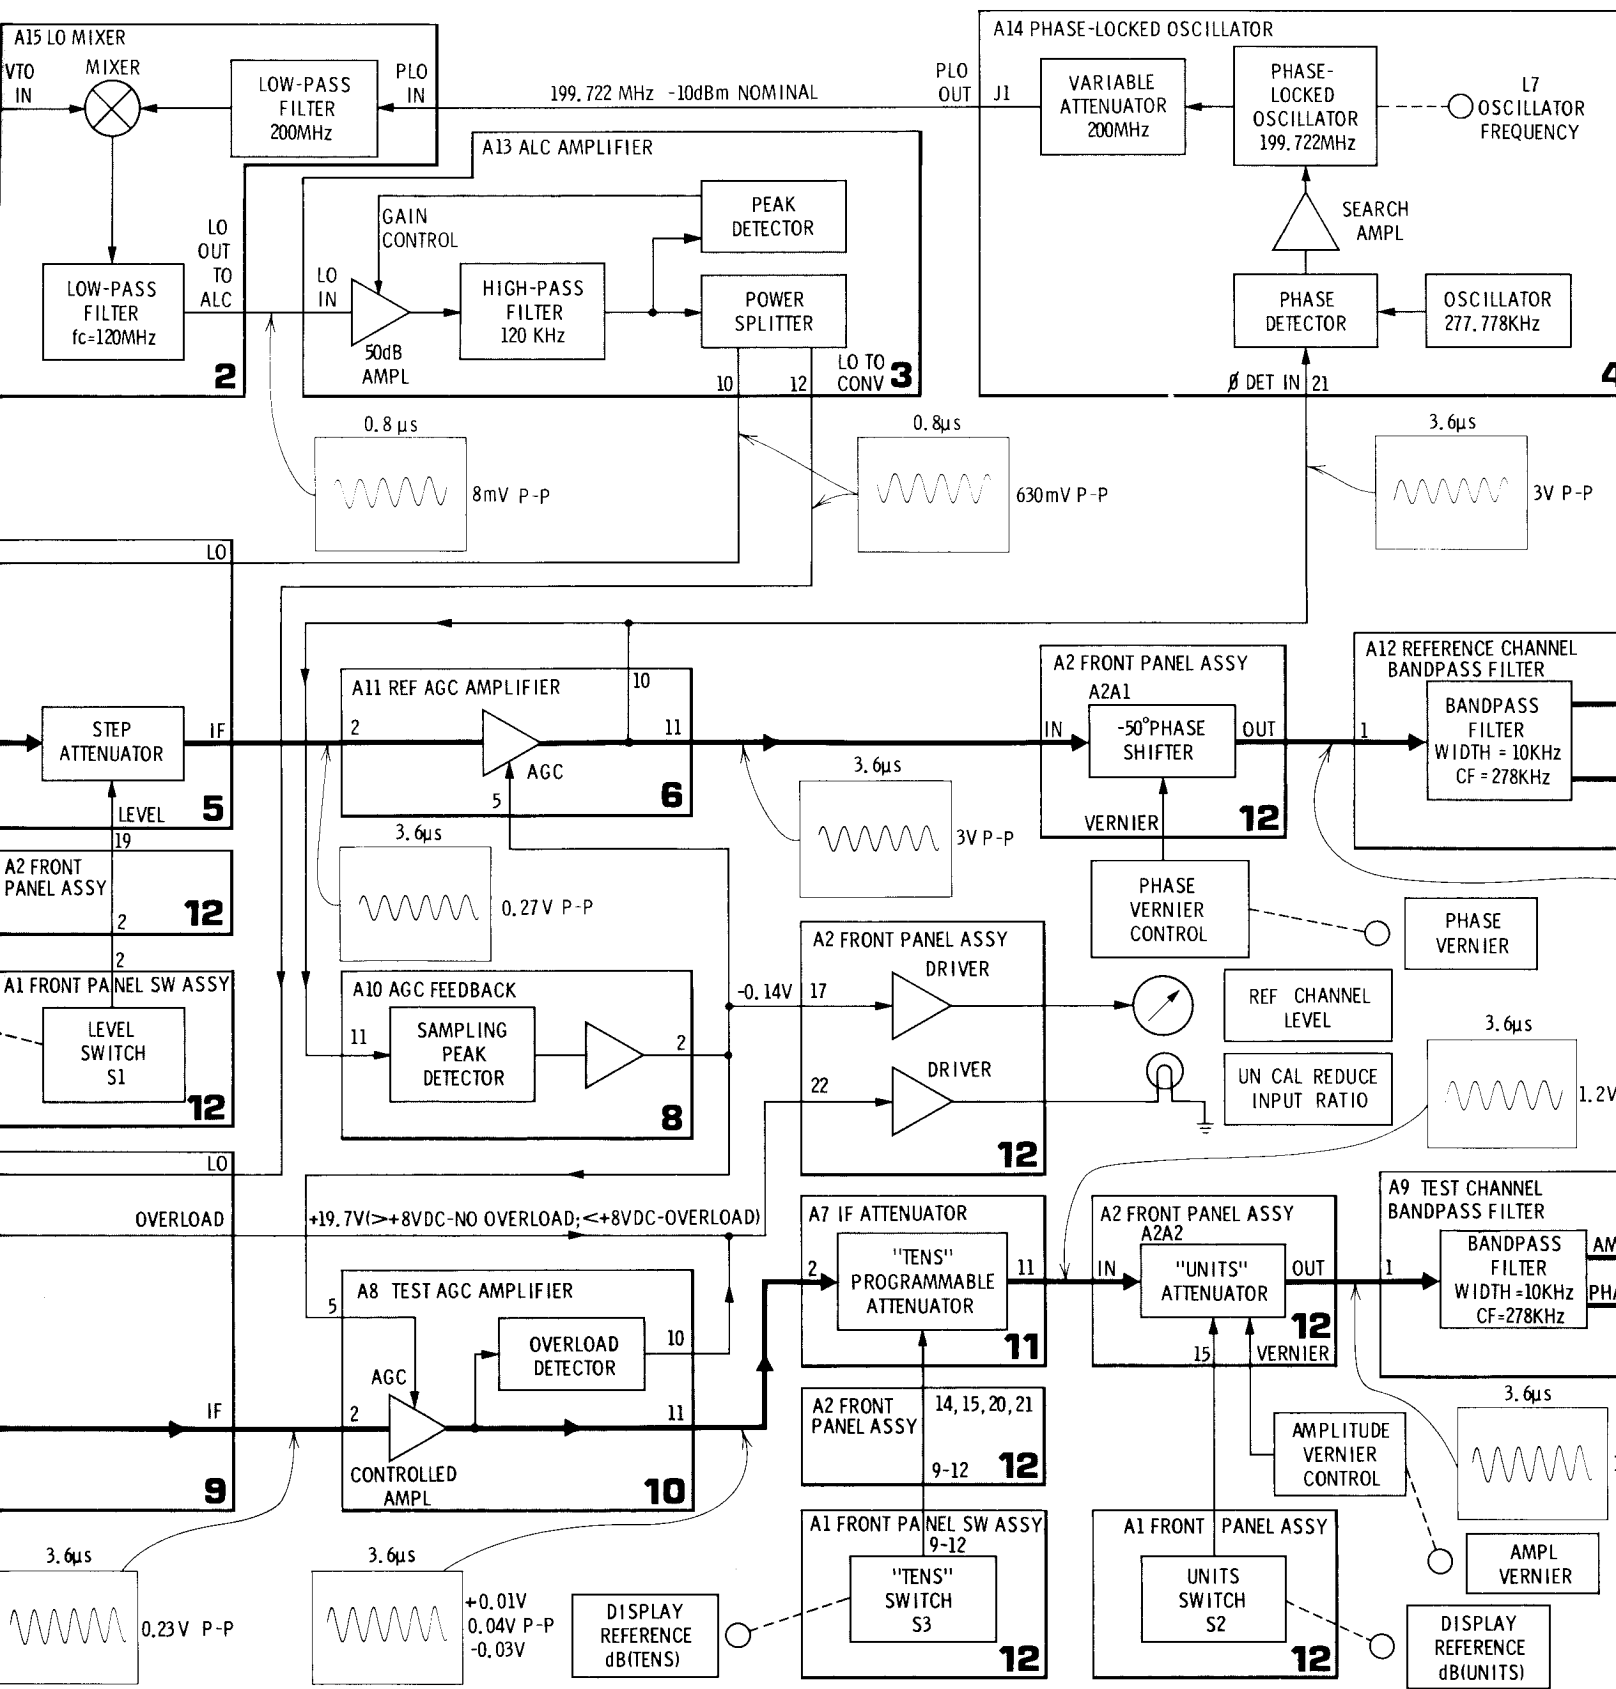 A15 LO MIXER
VTO
IN
MIXER
LOW-PASS
FILTER
200MHz
PLO
IN
199.722 MHz -10dBm NOMINAL
LOW-PASS
FILTER
fc=120MHz
LO
OUT
TO
ALC
2
A13 ALC AMPLIFIER
GAIN
CONTROL
PEAK
DETECTOR
LO
IN
50dB
AMPL
HIGH-PASS
FILTER
120 KHz
POWER
SPLITTER
10
12
LO TO
CONV
3
A14 PHASE-LOCKED OSCILLATOR
PLO
OUT
J1
VARIABLE
ATTENUATOR
200MHz
PHASE-
LOCKED
OSCILLATOR
199.722MHz
L7
OSCILLATOR
FREQUENCY
SEARCH
AMPL
PHASE
DETECTOR
OSCILLATOR
277.778KHz
Ø DET IN
21
4
0.8µs
8mV P-P
0.8µs
630mV P-P
3.6µs
3V P-P
LO
STEP
ATTENUATOR
IF
LEVEL
5
19
A2 FRONT
PANEL ASSY
12
2
2
A1 FRONT PANEL SW ASSY
LEVEL
SWITCH
S1
12
A11 REF AGC AMPLIFIER
10
2
11
AGC
5
6
3.6µs
0.27V P-P
3.6µs
3V P-P
A2 FRONT PANEL ASSY
A2A1
IN
-50°PHASE
SHIFTER
OUT
VERNIER
12
PHASE
VERNIER
CONTROL
PHASE
VERNIER
A12 REFERENCE CHANNEL
BANDPASS FILTER
1
BANDPASS
FILTER
WIDTH = 10KHz
CF = 278KHz
A10 AGC FEEDBACK
11
SAMPLING
PEAK
DETECTOR
2
8
A2 FRONT PANEL ASSY
DRIVER
-0.14V
17
DRIVER
22
12
REF CHANNEL
LEVEL
UN CAL REDUCE
INPUT RATIO
3.6µs
1.2V
LO
OVERLOAD
+19.7V(>+8VDC-NO OVERLOAD;<+8VDC-OVERLOAD)
IF
9
A8 TEST AGC AMPLIFIER
5
OVERLOAD
DETECTOR
10
AGC
2
11
CONTROLLED
AMPL
10
A7 IF ATTENUATOR
2
"TENS"
PROGRAMMABLE
ATTENUATOR
11
11
A2 FRONT PANEL ASSY
A2A2
IN
"UNITS"
ATTENUATOR
OUT
12
15
VERNIER
A9 TEST CHANNEL
BANDPASS FILTER
1
BANDPASS
FILTER
WIDTH=10KHz
CF=278KHz
AM
PHA
A2 FRONT
PANEL ASSY
14, 15, 20, 21
9-12
12
AMPLITUDE
VERNIER
CONTROL
3.6µs
AMPL
VERNIER
A1 FRONT PANEL SW ASSY
9-12
"TENS"
SWITCH
S3
12
A1 FRONT PANEL ASSY
UNITS
SWITCH
S2
12
DISPLAY
REFERENCE
dB(UNITS)
DISPLAY
REFERENCE
dB(TENS)
3.6µs
0.23V P-P
3.6µs
+0.01V
0.04V P-P
-0.03V